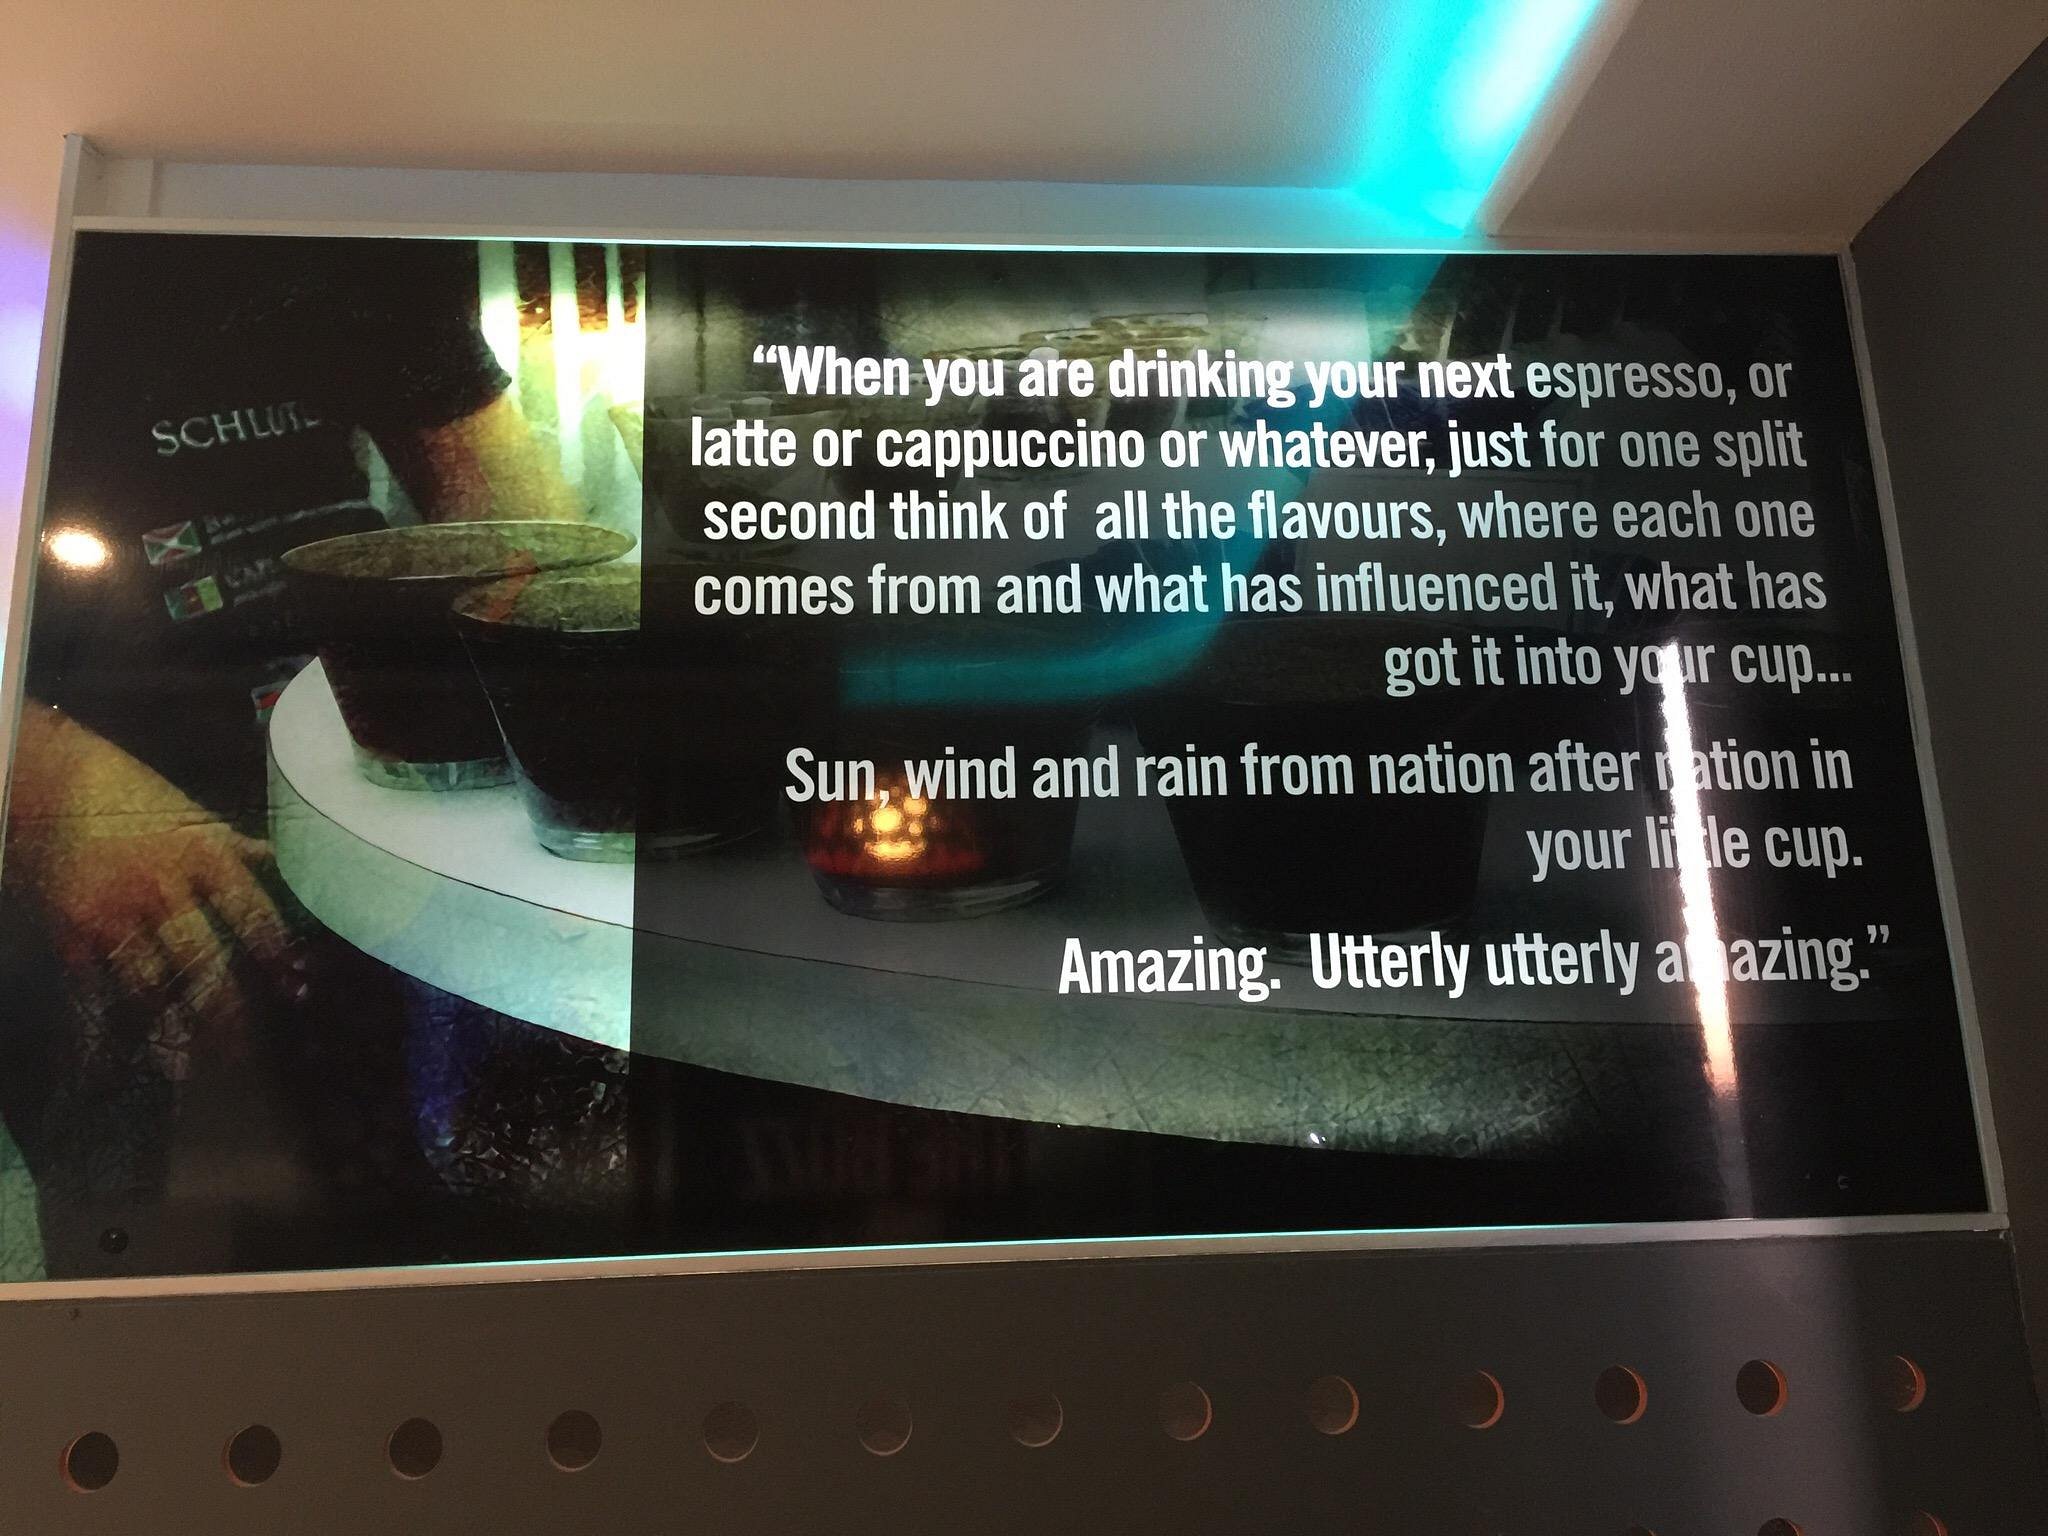 “When you are drinking your next espresso, or
latte or cappuccino or whatever, just for one split
second think of all the flavours, where each one
comes from and what has influenced it, what has
got it into your cup...
Sun, wind and rain from nation after nation in
your little cup.
Amazing. Utterly utterly amazing.”